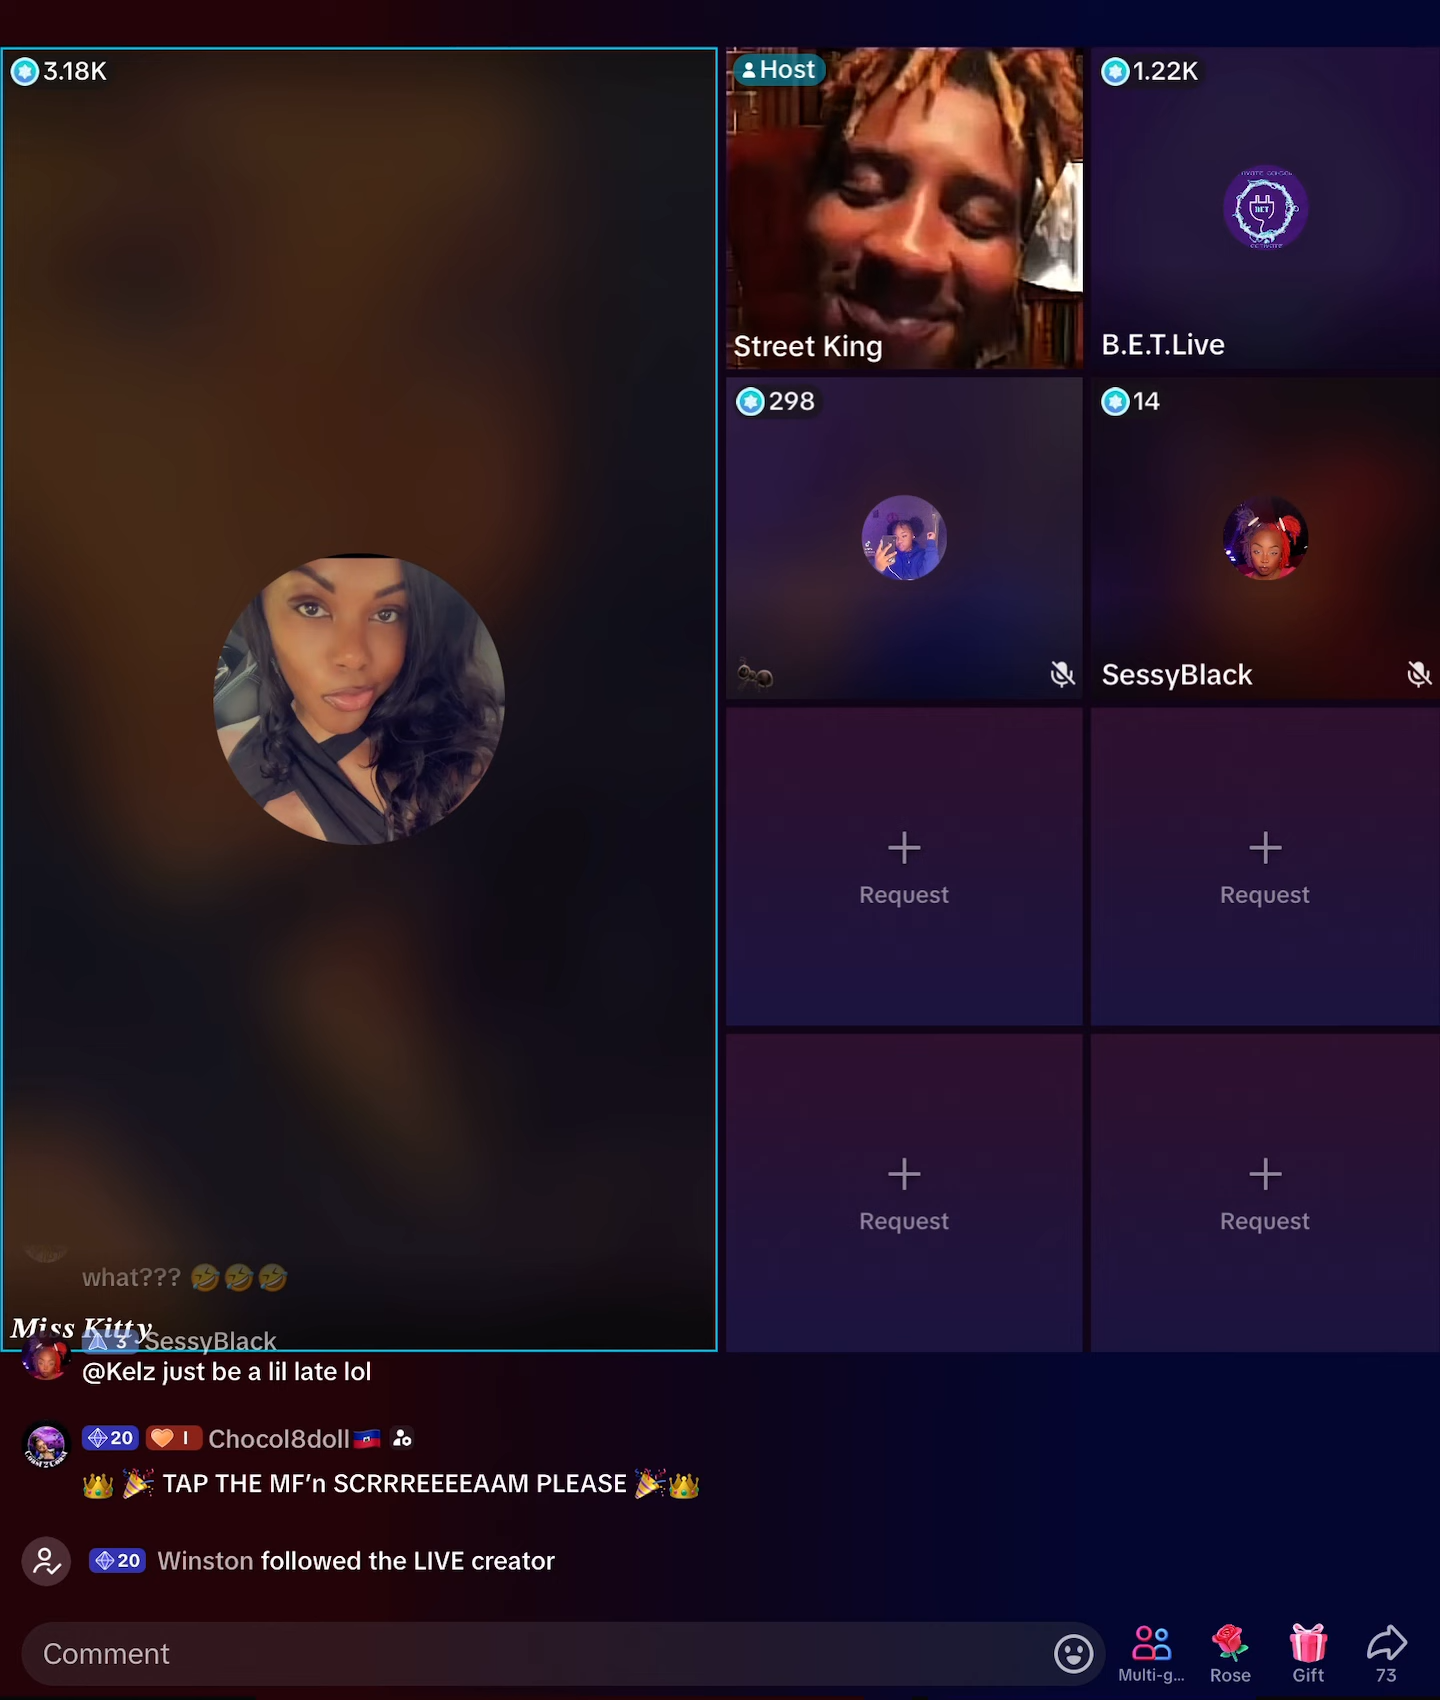 3.18K
Host
Street King
1.22K
BET
B.E.T.Live
298
14
SessyBlack
Request
Request
Request
Request
what??? 🤣🤣🤣
Miss Kitty
3 SessyBlack
@Kelz just be a lil late lol
20 I Chocol8doll🇭🇹
👑 🎉 TAP THE MF’n SCRRREEEEAAM PLEASE 🎉👑
20 Winston followed the LIVE creator
Comment
Multi-g...
Rose
Gift
73